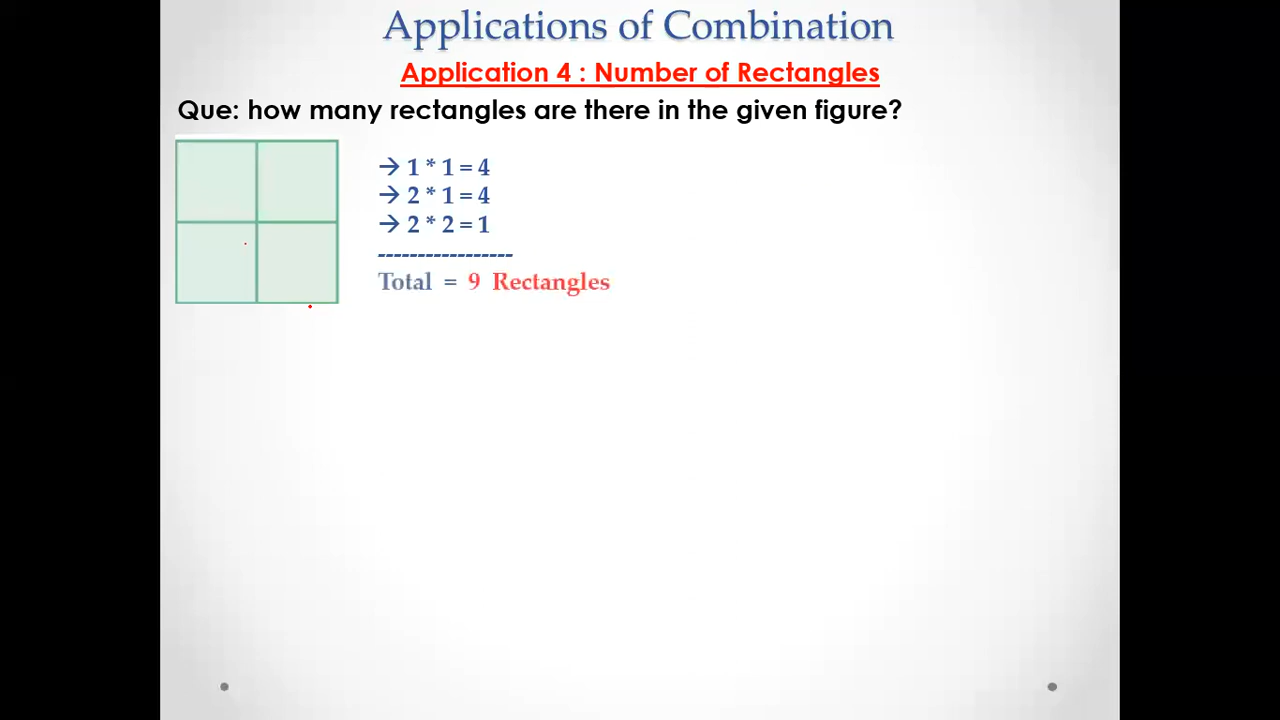 Applications of Combination
Application 4 : Number of Rectangles
Que: how many rectangles are there in the given figure?
→ 1 * 1 = 4
→ 2 * 1 = 4
→ 2 * 2 = 1
-----------------
Total = 9 Rectangles